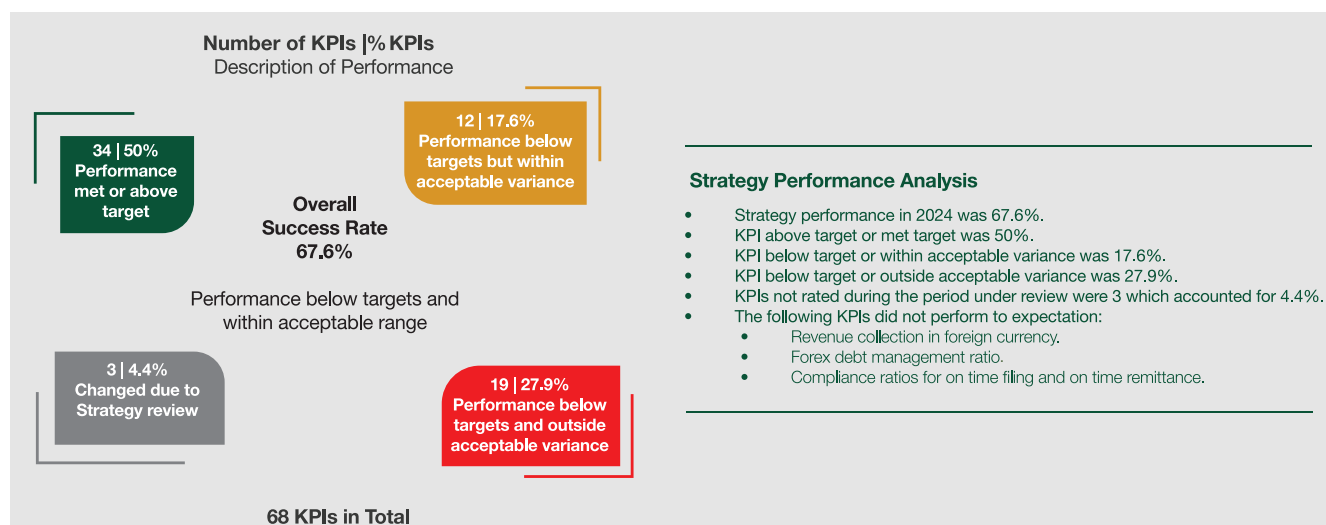 Number of KPIs |% KPIs
Description of Performance
34 | 50%
Performance
met or above
target
12 | 17.6%
Performance below
targets but within
acceptable variance
Overall
Success Rate
67.6%
Performance below targets and
within acceptable range
3 | 4.4%
Changed due to
Strategy review
19 | 27.9%
Performance below
targets and outside
acceptable variance
68 KPIs in Total
Strategy Performance Analysis
• Strategy performance in 2024 was 67.6%.
• KPI above target or met target was 50%.
• KPI below target or within acceptable variance was 17.6%.
• KPI below target or outside acceptable variance was 27.9%.
• KPIs not rated during the period under review were 3 which accounted for 4.4%.
• The following KPIs did not perform to expectation:
• Revenue collection in foreign currency.
• Forex debt management ratio.
• Compliance ratios for on time filing and on time remittance.